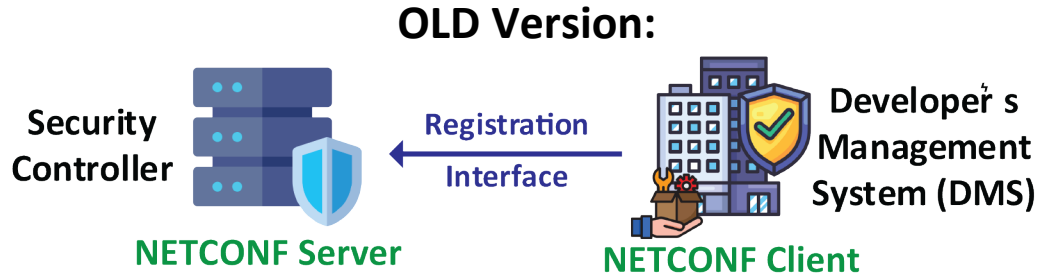 OLD Version:
Security
Controller
NETCONF Server
Registration
Interface
Developer's
Management
System (DMS)
NETCONF Client